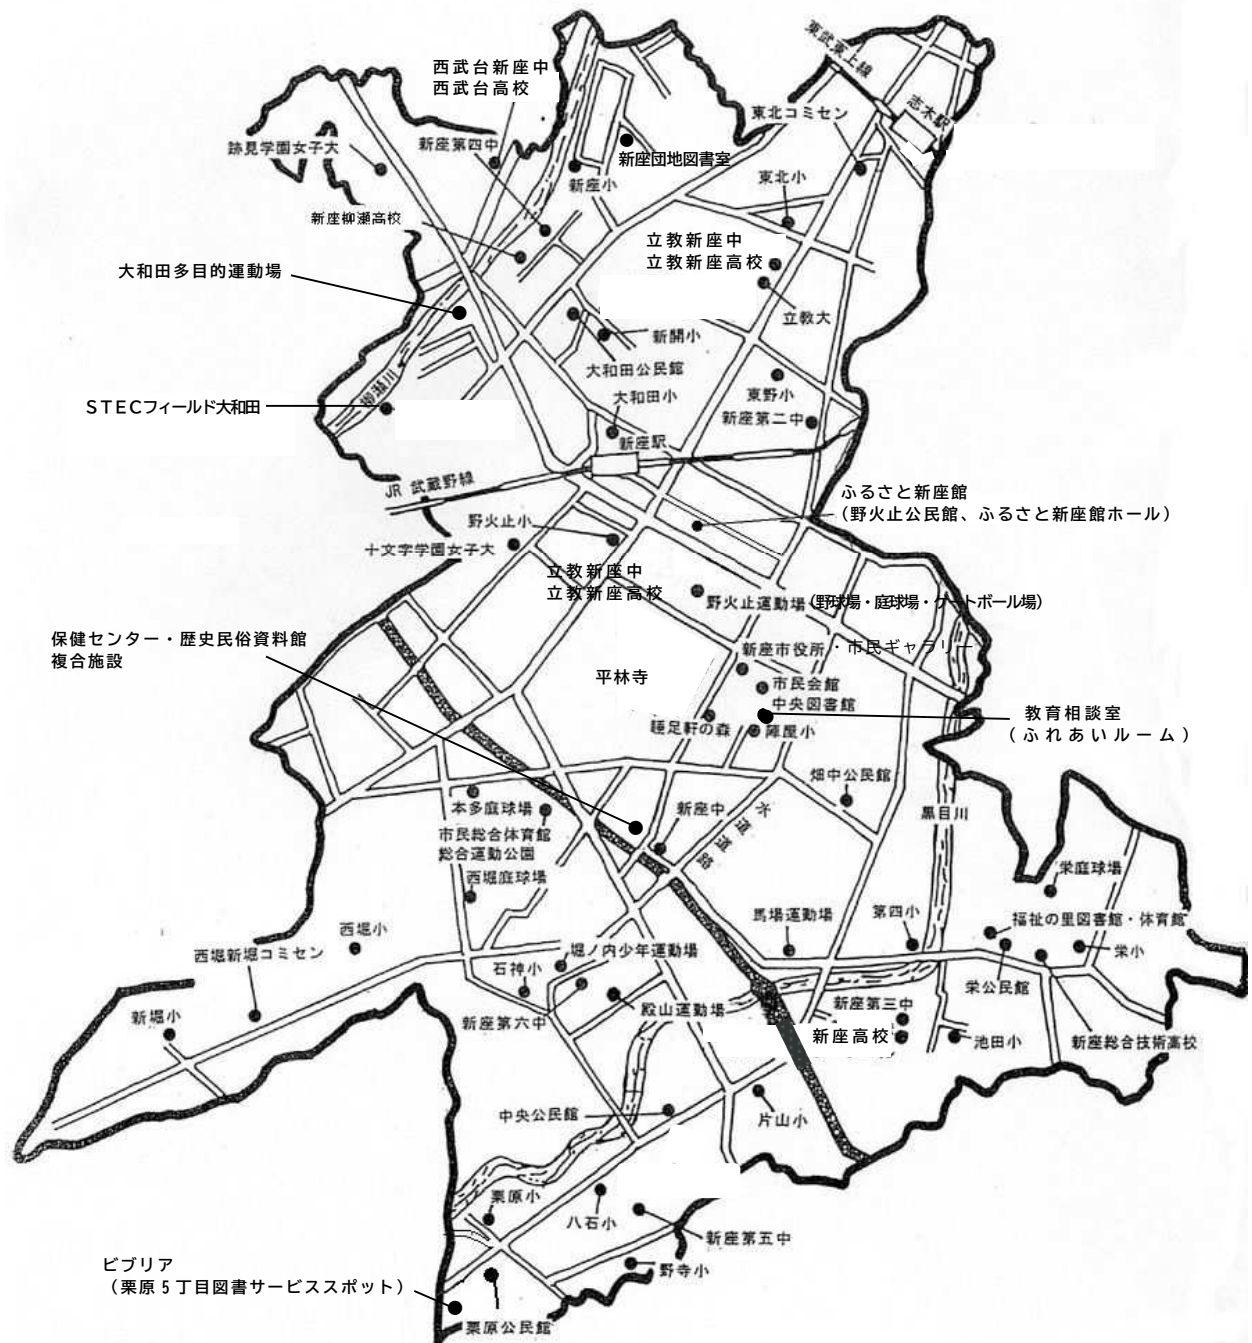 東武東上線
志木駅
西武台新座中
西武台高校
東北コミセン
跡見学園女子大
新座第四中
新座団地図書室
新座小
東北小
新座柳瀬高校
立教新座中
立教新座高校
大和田多目的運動場
立教大
新開小
大和田公民館
柳瀬川
東野小
STECフィールド大和田
大和田小
新座第二中
新座駅
JR 武蔵野線
ふるさと新座館
(野火止公民館、ふるさと新座館ホール)
野火止小
十文字学園女子大
立教新座中
立教新座高校
野火止運動場(野球場・庭球場・ゲートボール場)
保健センター・歴史民俗資料館
複合施設
新座市役所・市民ギャラリー
平林寺
市民会館
中央図書館
教育相談室
(ふれあいルーム)
睡足軒の森
陣屋小
畑中公民館
本多庭球場
新座中
水道道路
黒目川
市民総合体育館
総合運動公園
西堀庭球場
栄庭球場
馬場運動場
第四小
福祉の里図書館・体育館
西堀小
西堀新堀コミセン
堀ノ内少年運動場
栄小
石神小
栄公民館
新堀小
新座第六中
殿山運動場
新座第三中
新座高校
池田小
新座総合技術高校
中央公民館
片山小
栗原小
八石小
新座第五中
ビブリア
(栗原5丁目図書サービススポット)
野寺小
栗原公民館